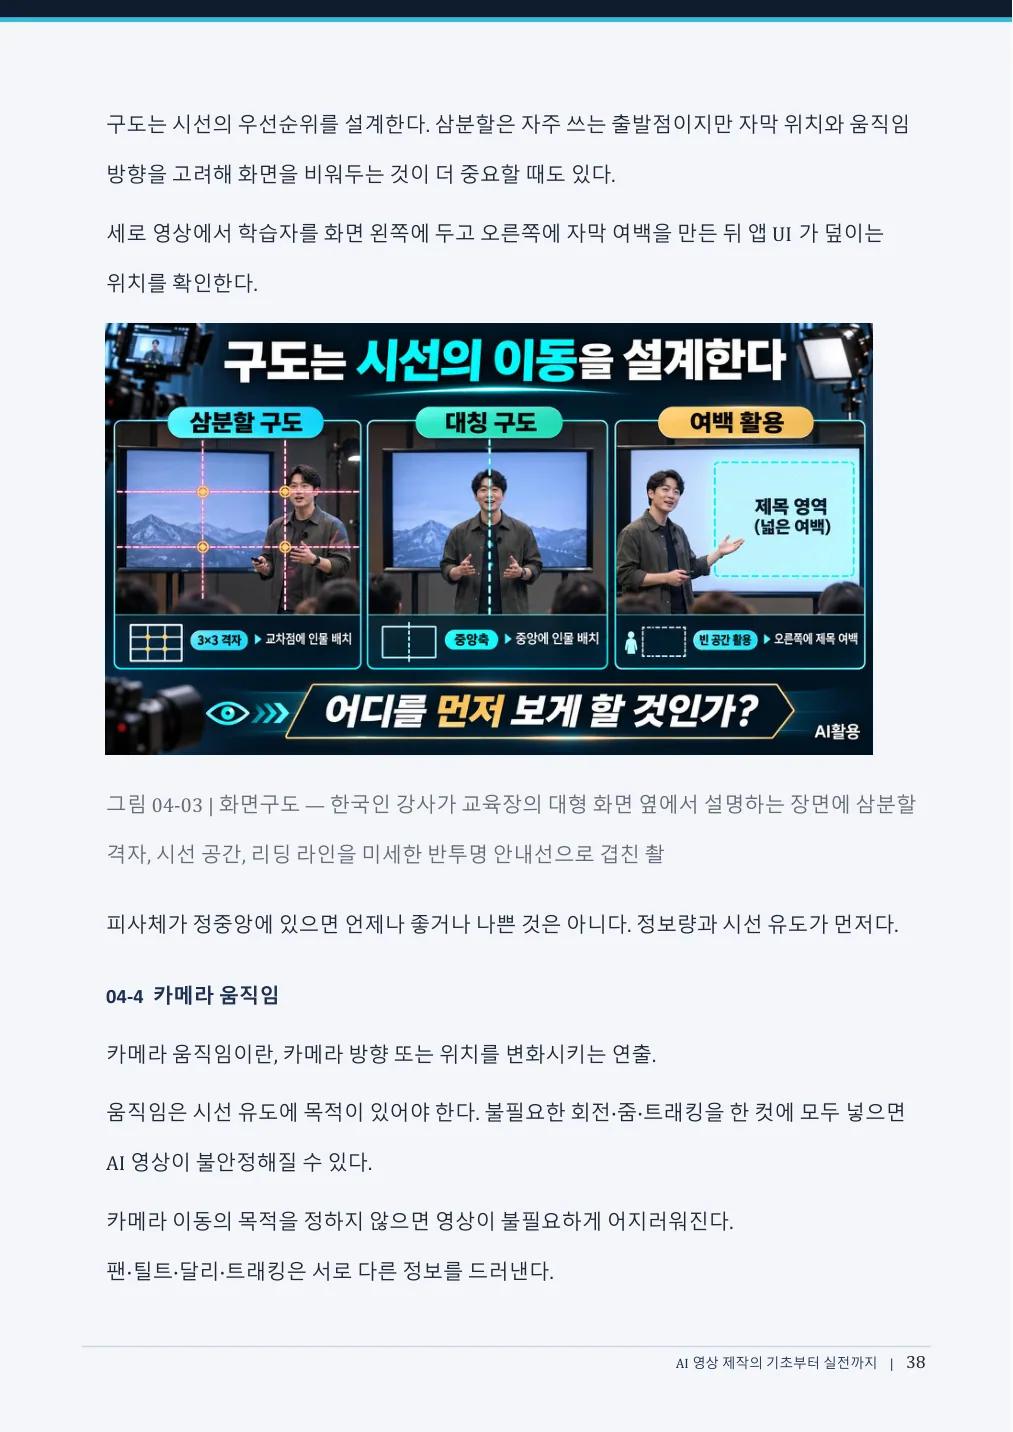 구도는 시선의 우선순위를 설계한다. 삼분할은 자주 쓰는 출발점이지만 자막 위치와 움직임
방향을 고려해 화면을 비워두는 것이 더 중요할 때도 있다.
세로 영상에서 학습자를 화면 왼쪽에 두고 오른쪽에 자막 여백을 만든 뒤 앱 UI 가 덮이는
위치를 확인한다.
구도는 시선의 이동을 설계한다
삼분할 구도
대칭 구도
여백 활용
제목 영역
(넓은 여백)
3×3 격자 ▶ 교차점에 인물 배치
중앙축 ▶ 중앙에 인물 배치
빈 공간 활용 ▶ 오른쪽에 제목 여백
어디를 먼저 보게 할 것인가?
AI활용
그림 04-03 | 화면구도 — 한국인 강사가 교육장의 대형 화면 옆에서 설명하는 장면에 삼분할
격자, 시선 공간, 리딩 라인을 미세한 반투명 안내선으로 겹친 촬
피사체가 정중앙에 있으면 언제나 좋거나 나쁜 것은 아니다. 정보량과 시선 유도가 먼저다.
04-4 카메라 움직임
카메라 움직임이란, 카메라 방향 또는 위치를 변화시키는 연출.
움직임은 시선 유도에 목적이 있어야 한다. 불필요한 회전·줌·트래킹을 한 컷에 모두 넣으면
AI 영상이 불안정해질 수 있다.
카메라 이동의 목적을 정하지 않으면 영상이 불필요하게 어지러워진다.
팬·틸트·달리·트래킹은 서로 다른 정보를 드러낸다.
AI 영상 제작의 기초부터 실전까지 | 38